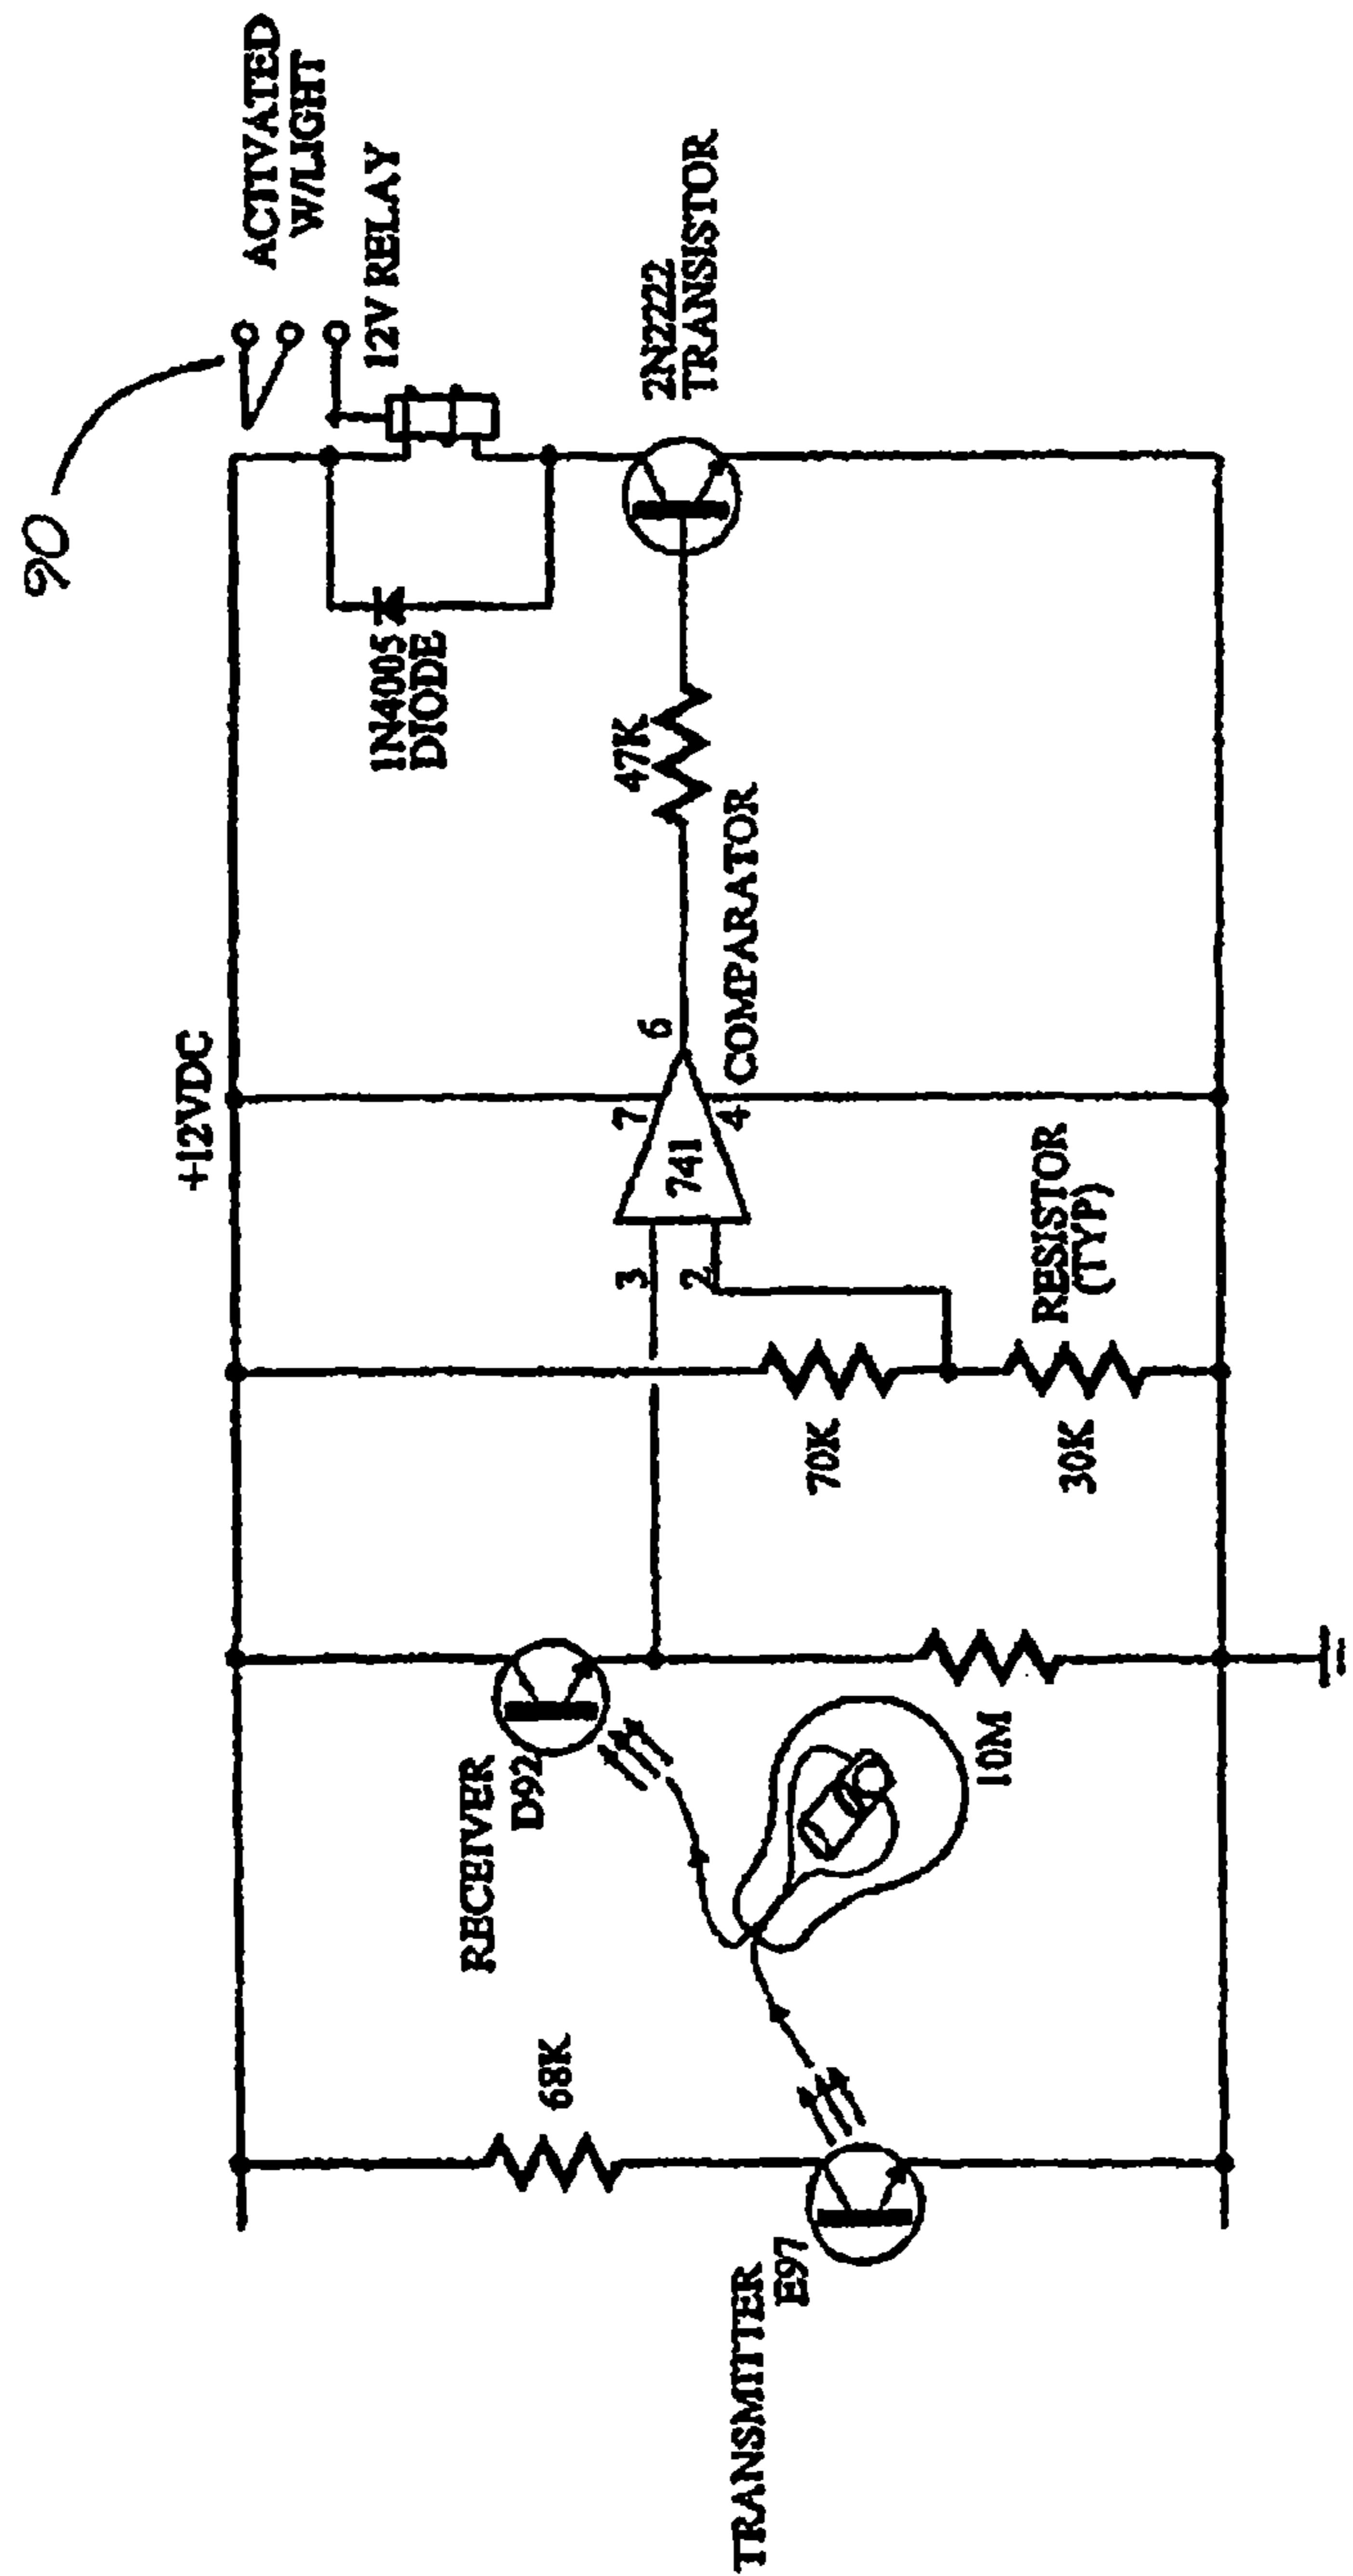 90
ACTIVATED
W/LIGHT
12V RELAY
+12VDC
1N4005
DIODE
2N2222
TRANSISTOR
47K
RECEIVER
D92
68K
7
6
741
3
2
4
COMPARATOR
TRANSMITTER
E97
70K
10M
30K
RESISTOR
(TYP)